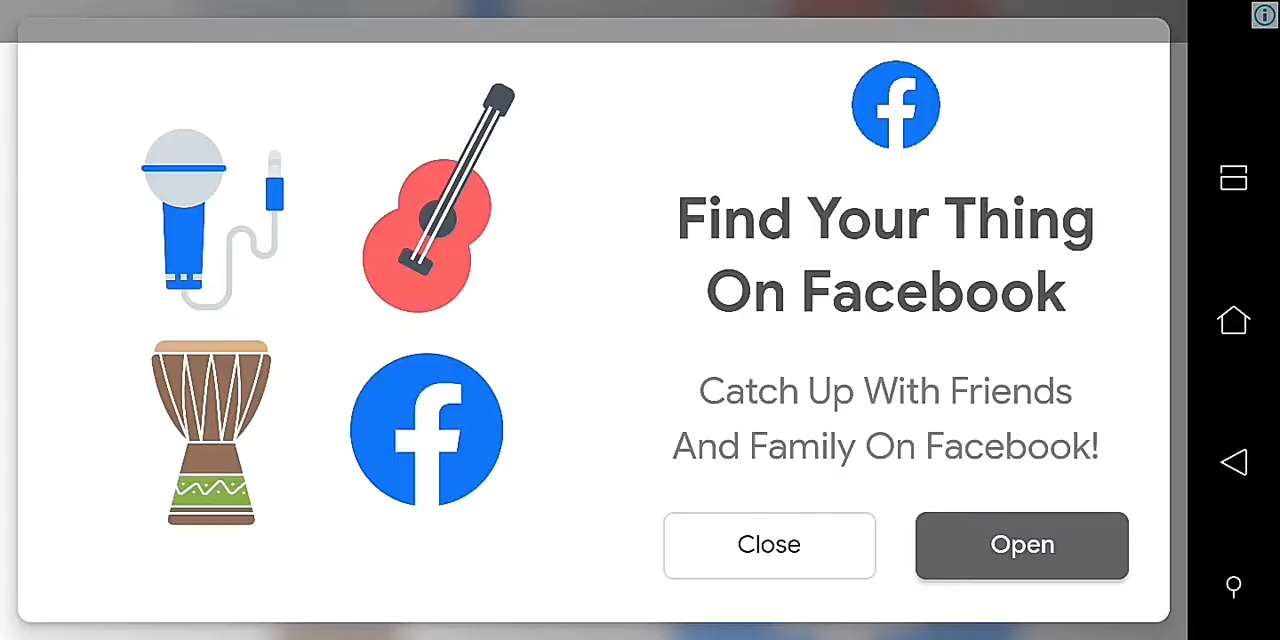 Find Your Thing
On Facebook
Catch Up With Friends
And Family On Facebook!
Close
Open